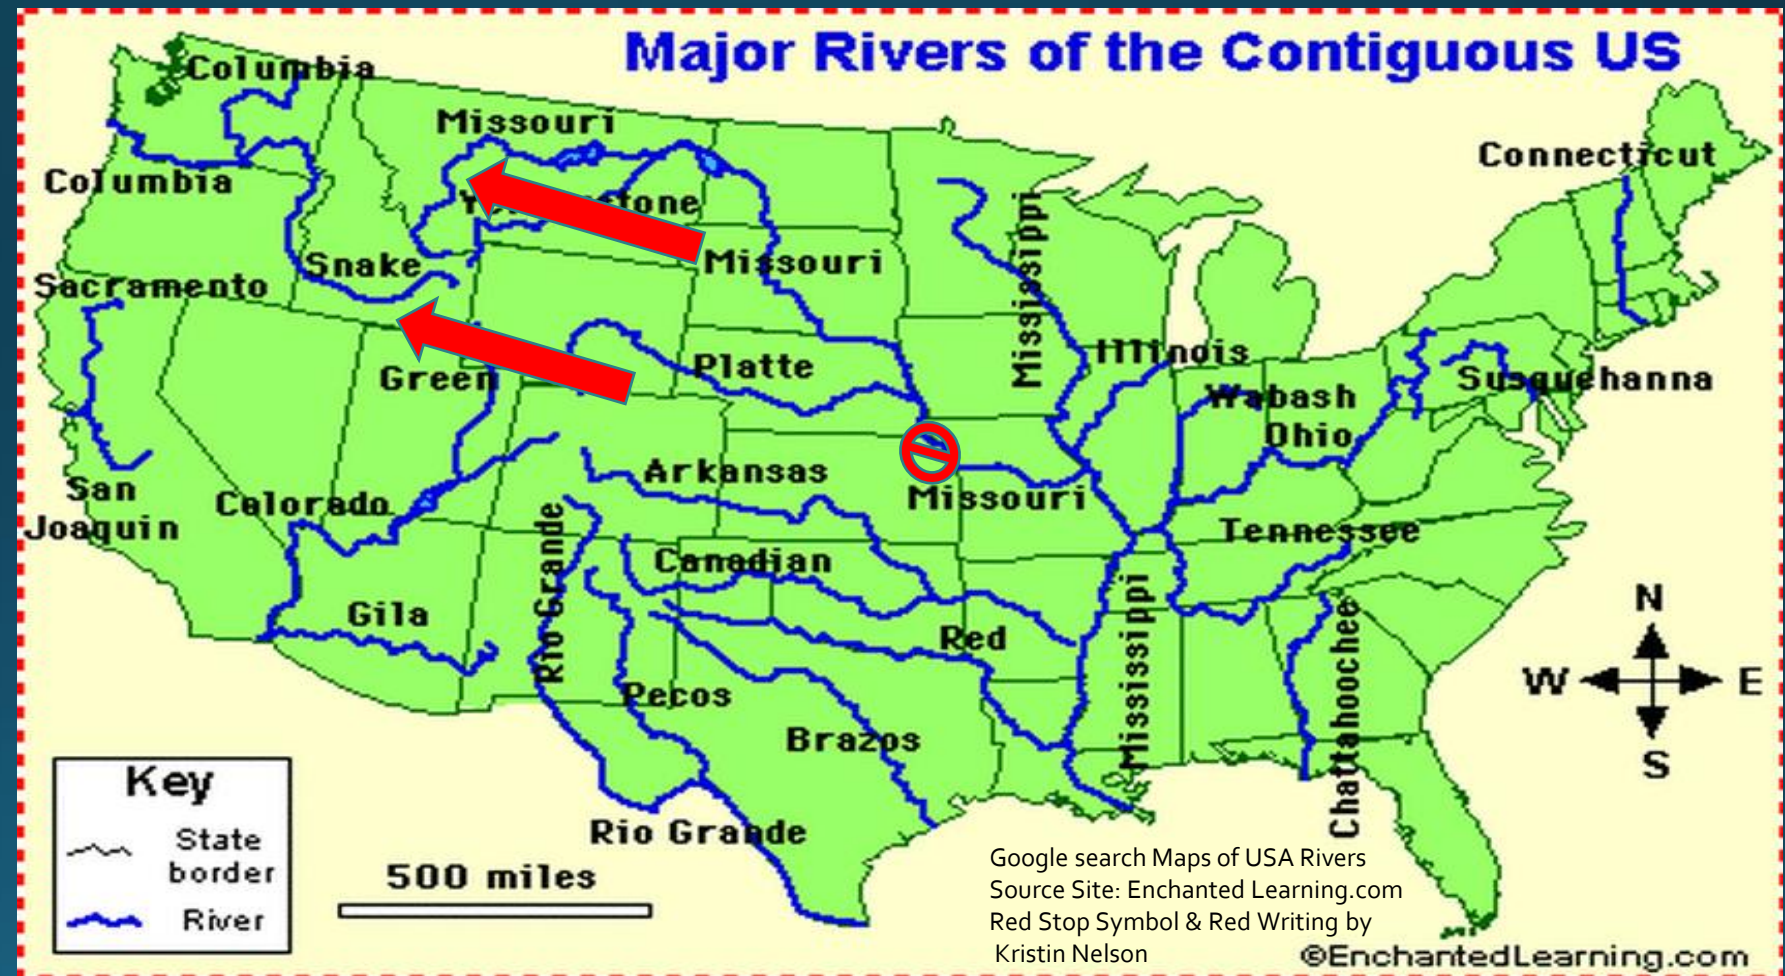 Major Rivers of the Contiguous US
Columbia
Missouri
Connecticut
Columbia
Missouri
Snake
Sacramento
Mississippi
Illinois
Platte
Green
Susquehanna
Wabash
Ohio
Arkansas
San
Joaquin
Colorado
Missouri
Tennessee
Rio Grande
Canadian
Gila
Red
Mississippi
Chattahoochee
N
W
E
S
Pecos
Brazos
Rio Grande
Key
State
border
River
500 miles
Google search Maps of USA Rivers
Source Site: Enchanted Learning.com
Red Stop Symbol & Red Writing by
Kristin Nelson
©EnchantedLearning.com